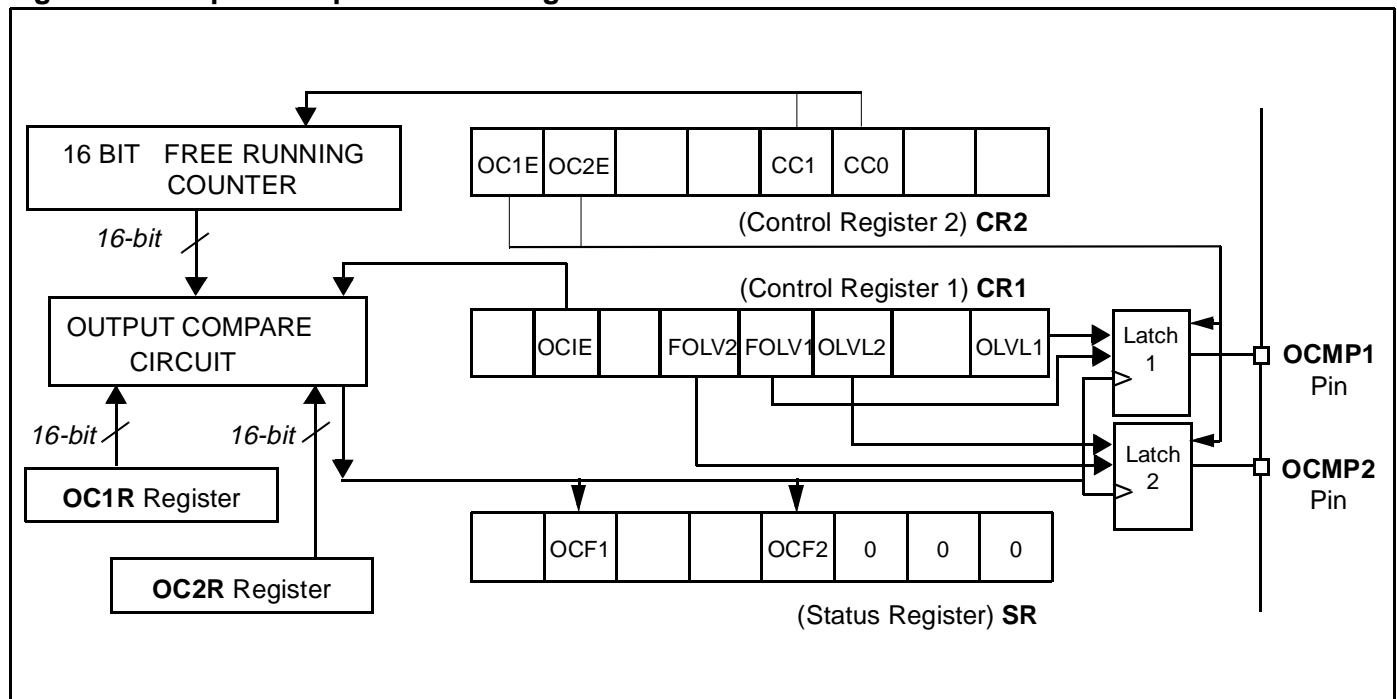 16 BIT FREE RUNNING
COUNTER
OC1E OC2E CC1 CC0
(Control Register 2) CR2
16-bit
(Control Register 1) CR1
OUTPUT COMPARE
CIRCUIT
OCIE FOLV2 FOLV1 OLVL2 OLVL1
Latch
1
OCMP1
Pin
16-bit 16-bit
Latch
2
OCMP2
Pin
OC1R Register
OCF1 OCF2 0 0 0
OC2R Register
(Status Register) SR